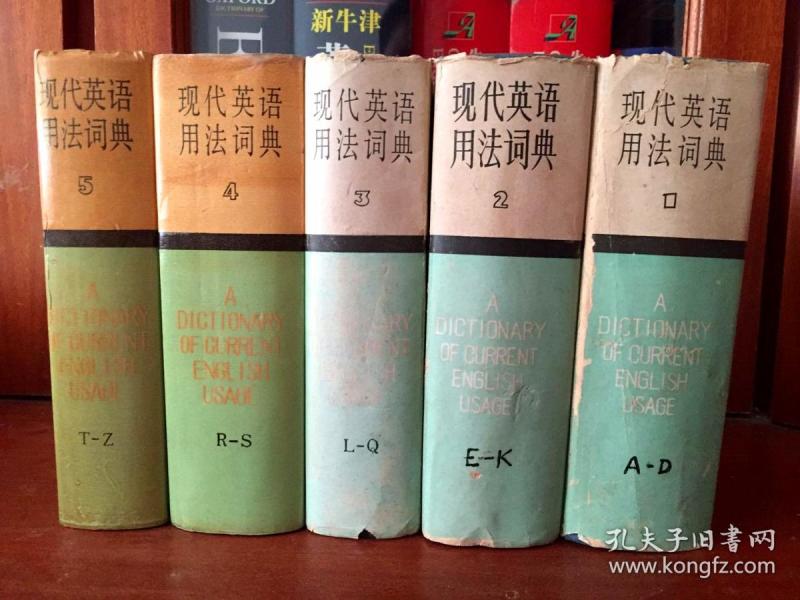 OXFORD
DICTIONARY OF
新牛津
现代英语
用法词典
5
A
DICTIONARY
OF CURRENT
ENGLISH
USAGE
T-Z
现代英语
用法词典
4
A
DICTIONARY
OF CURRENT
ENGLISH
USAGE
R-S
现代英语
用法词典
3
L-Q
现代英语
用法词典
2
A
DICTIONARY
OF CURRENT
ENGLISH
USAGE
E-K
现代英语
用法词典
1
A
DICTIONARY
OF CURRENT
ENGLISH
USAGE
A-D
孔夫子旧书网
www.kongfz.com